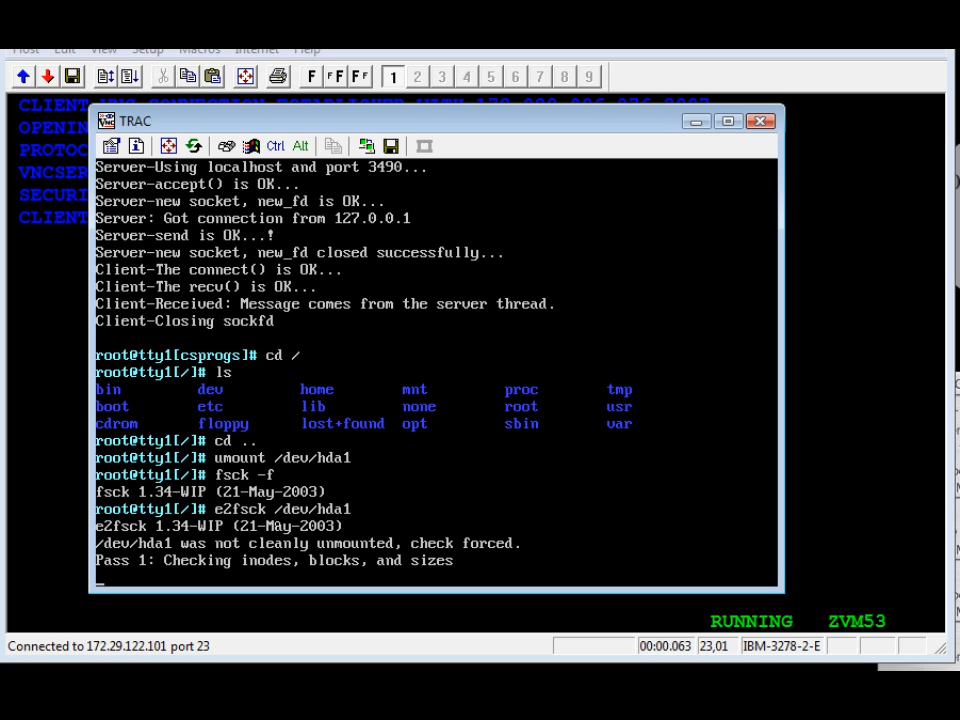 Host Edit View Setup Macros Internet Help
F FF FF 1 2 3 4 5 6 7 8 9
CLIENT VNC CONNECTION ESTABLISHED WITH
OPENIN
PROTOC
VNCSER
SECURI
CLIENT
TRAC
Ctrl Alt
Server-Using localhost and port 3490...
Server-accept() is OK...
Server-new socket, new_fd is OK...
Server: Got connection from 127.0.0.1
Server-send is OK...!
Server-new socket, new_fd closed successfully...
Client-The connect() is OK...
Client-The recv() is OK...
Client-Received: Message comes from the server thread.
Client-Closing sockfd
root@tty1[csprogs]# cd /
root@tty1[/]# ls
bin dev home mnt proc tmp
boot etc lib none root usr
cdrom floppy lost+found opt sbin var
root@tty1[/]# cd ..
root@tty1[/]# umount /dev/hda1
root@tty1[/]# fsck -f
fsck 1.34-WIP (21-May-2003)
root@tty1[/]# e2fsck /dev/hda1
e2fsck 1.34-WIP (21-May-2003)
/dev/hda1 was not cleanly unmounted, check forced.
Pass 1: Checking inodes, blocks, and sizes
_
RUNNING ZVM53
Connected to 172.29.122.101 port 23 00:00.063 23,01 IBM-3278-2-E